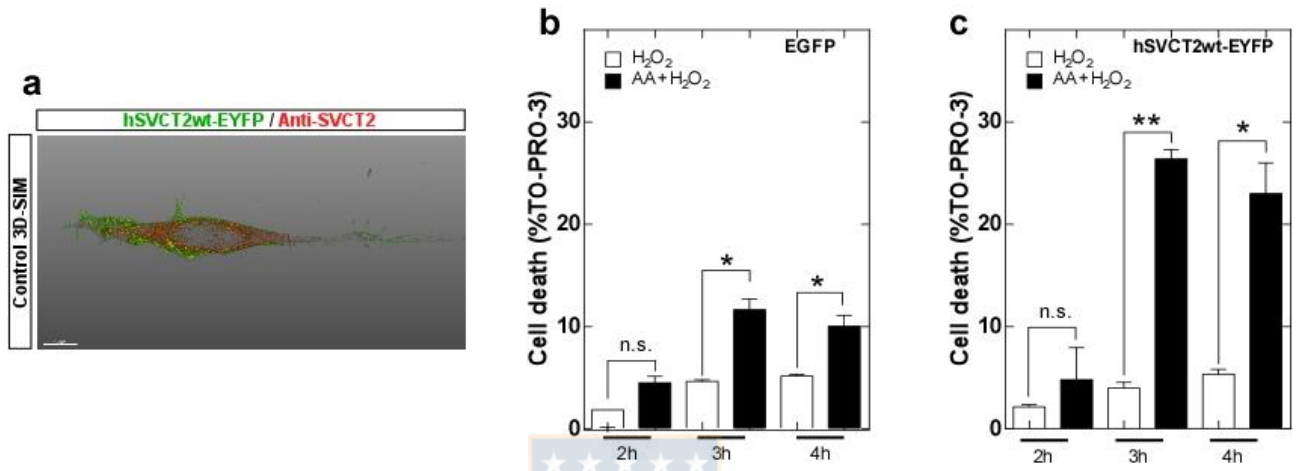 a
hSVCT2wt-EYFP / Anti-SVCT2
Control 3D-SIM
b
EGFP
H₂O₂
AA+H₂O₂
Cell death (%TO-PRO-3)
30
20
10
0
n.s.
*
*
2h
3h
4h
c
hSVCT2wt-EYFP
H₂O₂
AA+H₂O₂
Cell death (%TO-PRO-3)
30
20
10
0
n.s.
**
*
2h
3h
4h